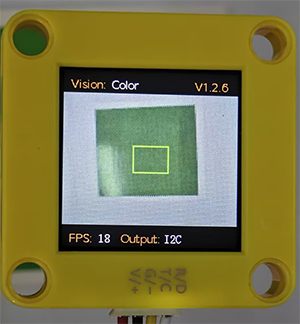 Vision: Color V1.2.6
FPS: 18 Output: I2C
R/D
T/C
G/-
V/+